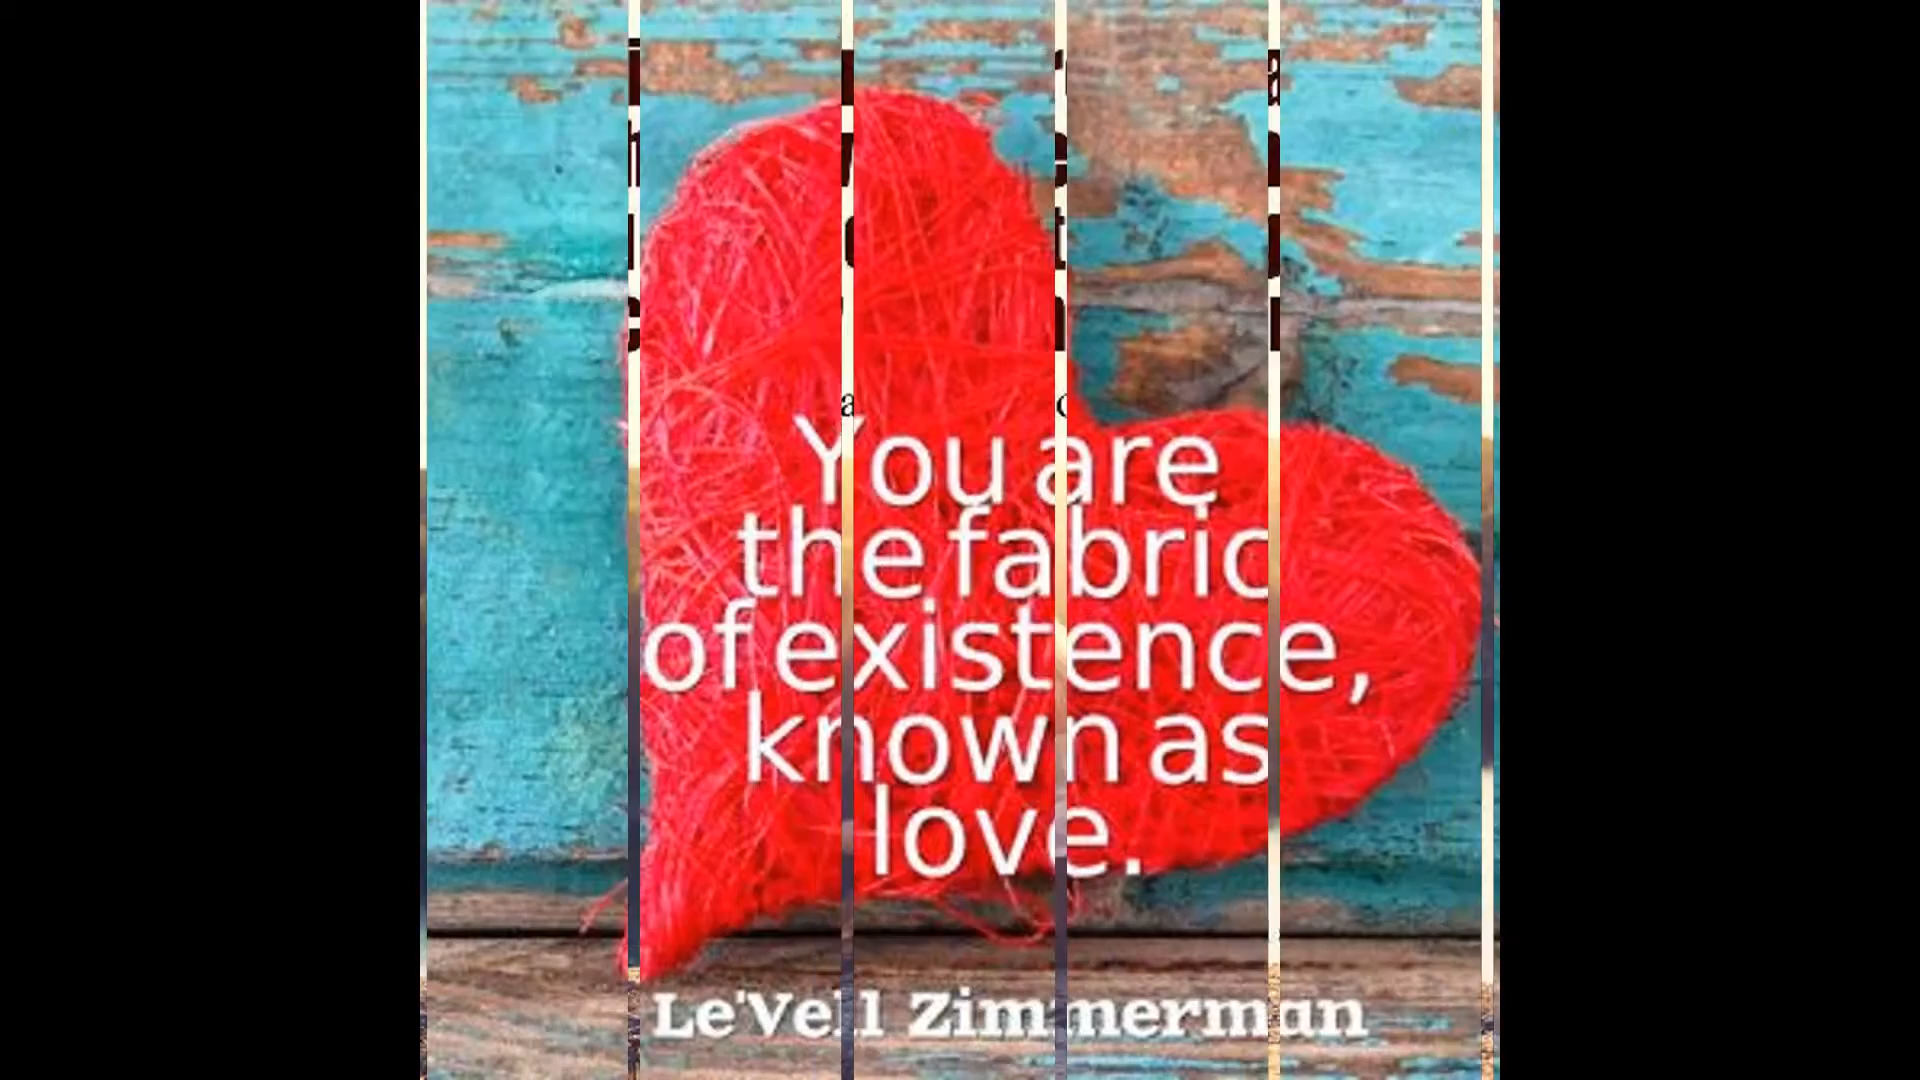 You are
the fabric
of existence,
known as
love.
Le'Vell Zimmerman